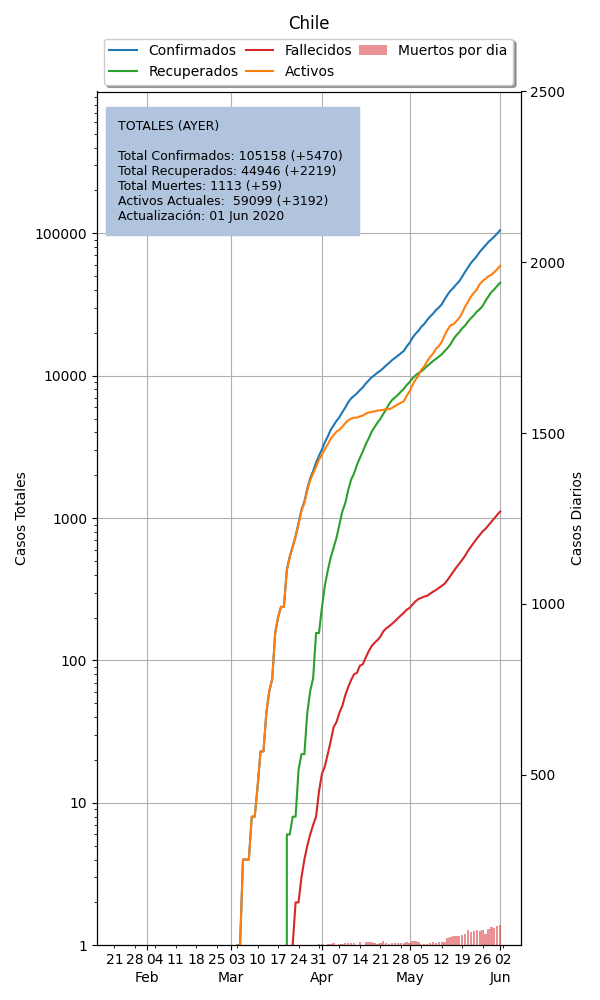 Chile
Confirmados Fallecidos Muertos por dia
Recuperados Activos
TOTALES (AYER)
Total Confirmados: 105158 (+5470)
Total Recuperados: 44946 (+2219)
Total Muertes: 1113 (+59)
Activos Actuales:  59099 (+3192)
Actualización: 01 Jun 2020
Casos Totales
100000
10000
1000
100
10
1
2500
2000
1500
1000
500
Casos Diarios
21 28 04 11 18 25 03 10 17 24 31 07 14 21 28 05 12 19 26 02
Feb Mar Apr May Jun